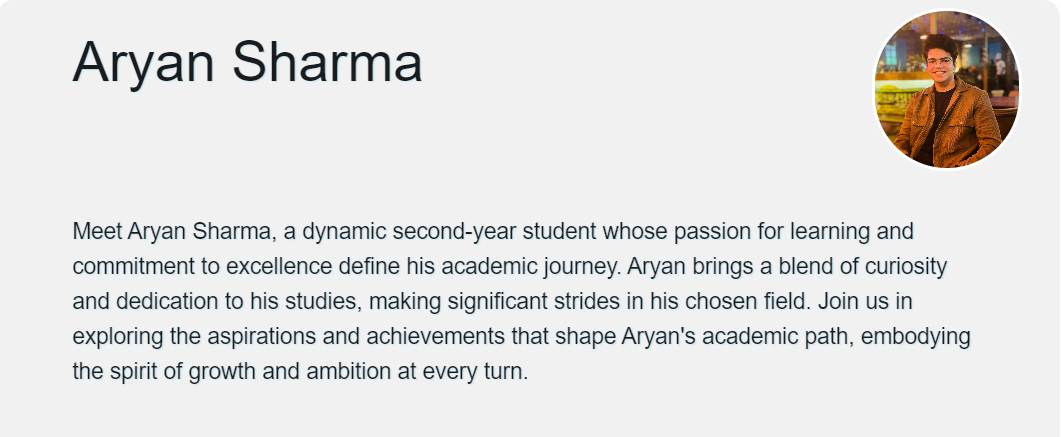 Aryan Sharma
Meet Aryan Sharma, a dynamic second-year student whose passion for learning and
commitment to excellence define his academic journey. Aryan brings a blend of curiosity
and dedication to his studies, making significant strides in his chosen field. Join us in
exploring the aspirations and achievements that shape Aryan's academic path, embodying
the spirit of growth and ambition at every turn.